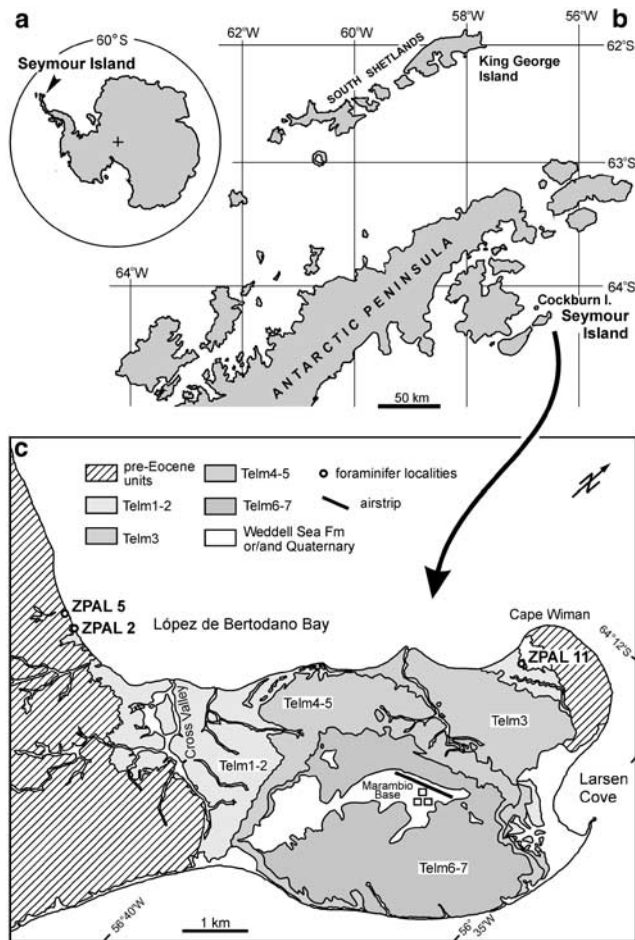 a
60°S
Seymour Island
b
62°W
60°W
58°W
56°W
62°S
SOUTH SHETLANDS
King George
Island
63°S
64°W
64°S
ANTARCTIC PENINSULA
Cockburn I.
Seymour
Island
50 km
c
pre-Eocene
units
Telm1-2
Telm3
Telm4-5
Telm6-7
Weddell Sea Fm
or/and Quaternary
foraminifer localities
airstrip
N
ZPAL 5
ZPAL 2
López de Bertodano Bay
Cape Wiman
64°12'S
ZPAL 11
Cross Valley
Telm4-5
Telm3
Telm1-2
Marambio
Base
Larsen
Cove
Telm6-7
56°40'W
1 km
56°35'W